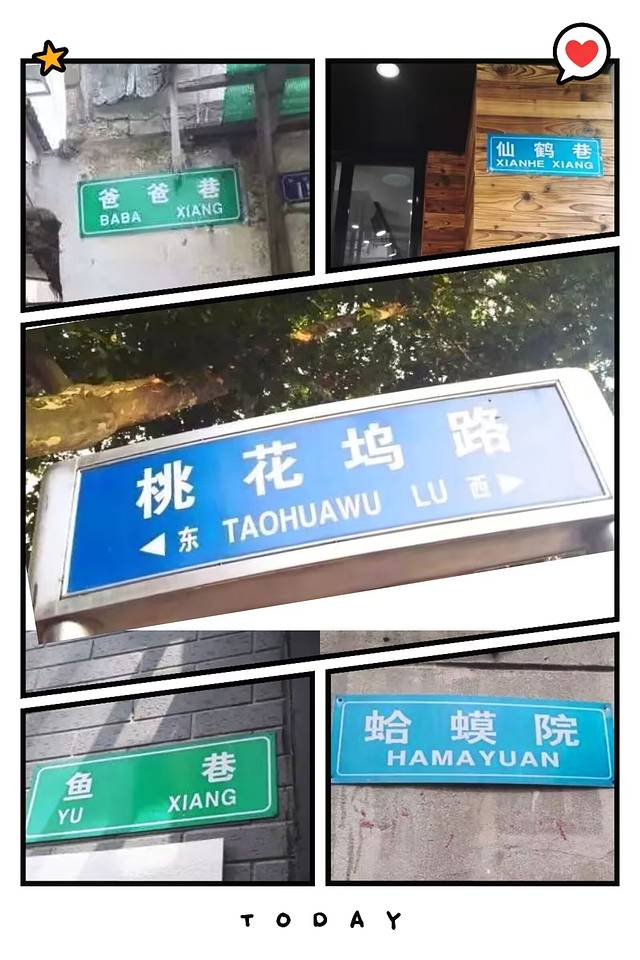 爸爸巷
BABA XIANG
仙鹤巷
XIANHE XIANG
桃花坞路
东 TAOHUAWU LU 西
鱼巷
YU XIANG
蛤蟆院
HAMAYUAN
TODAY